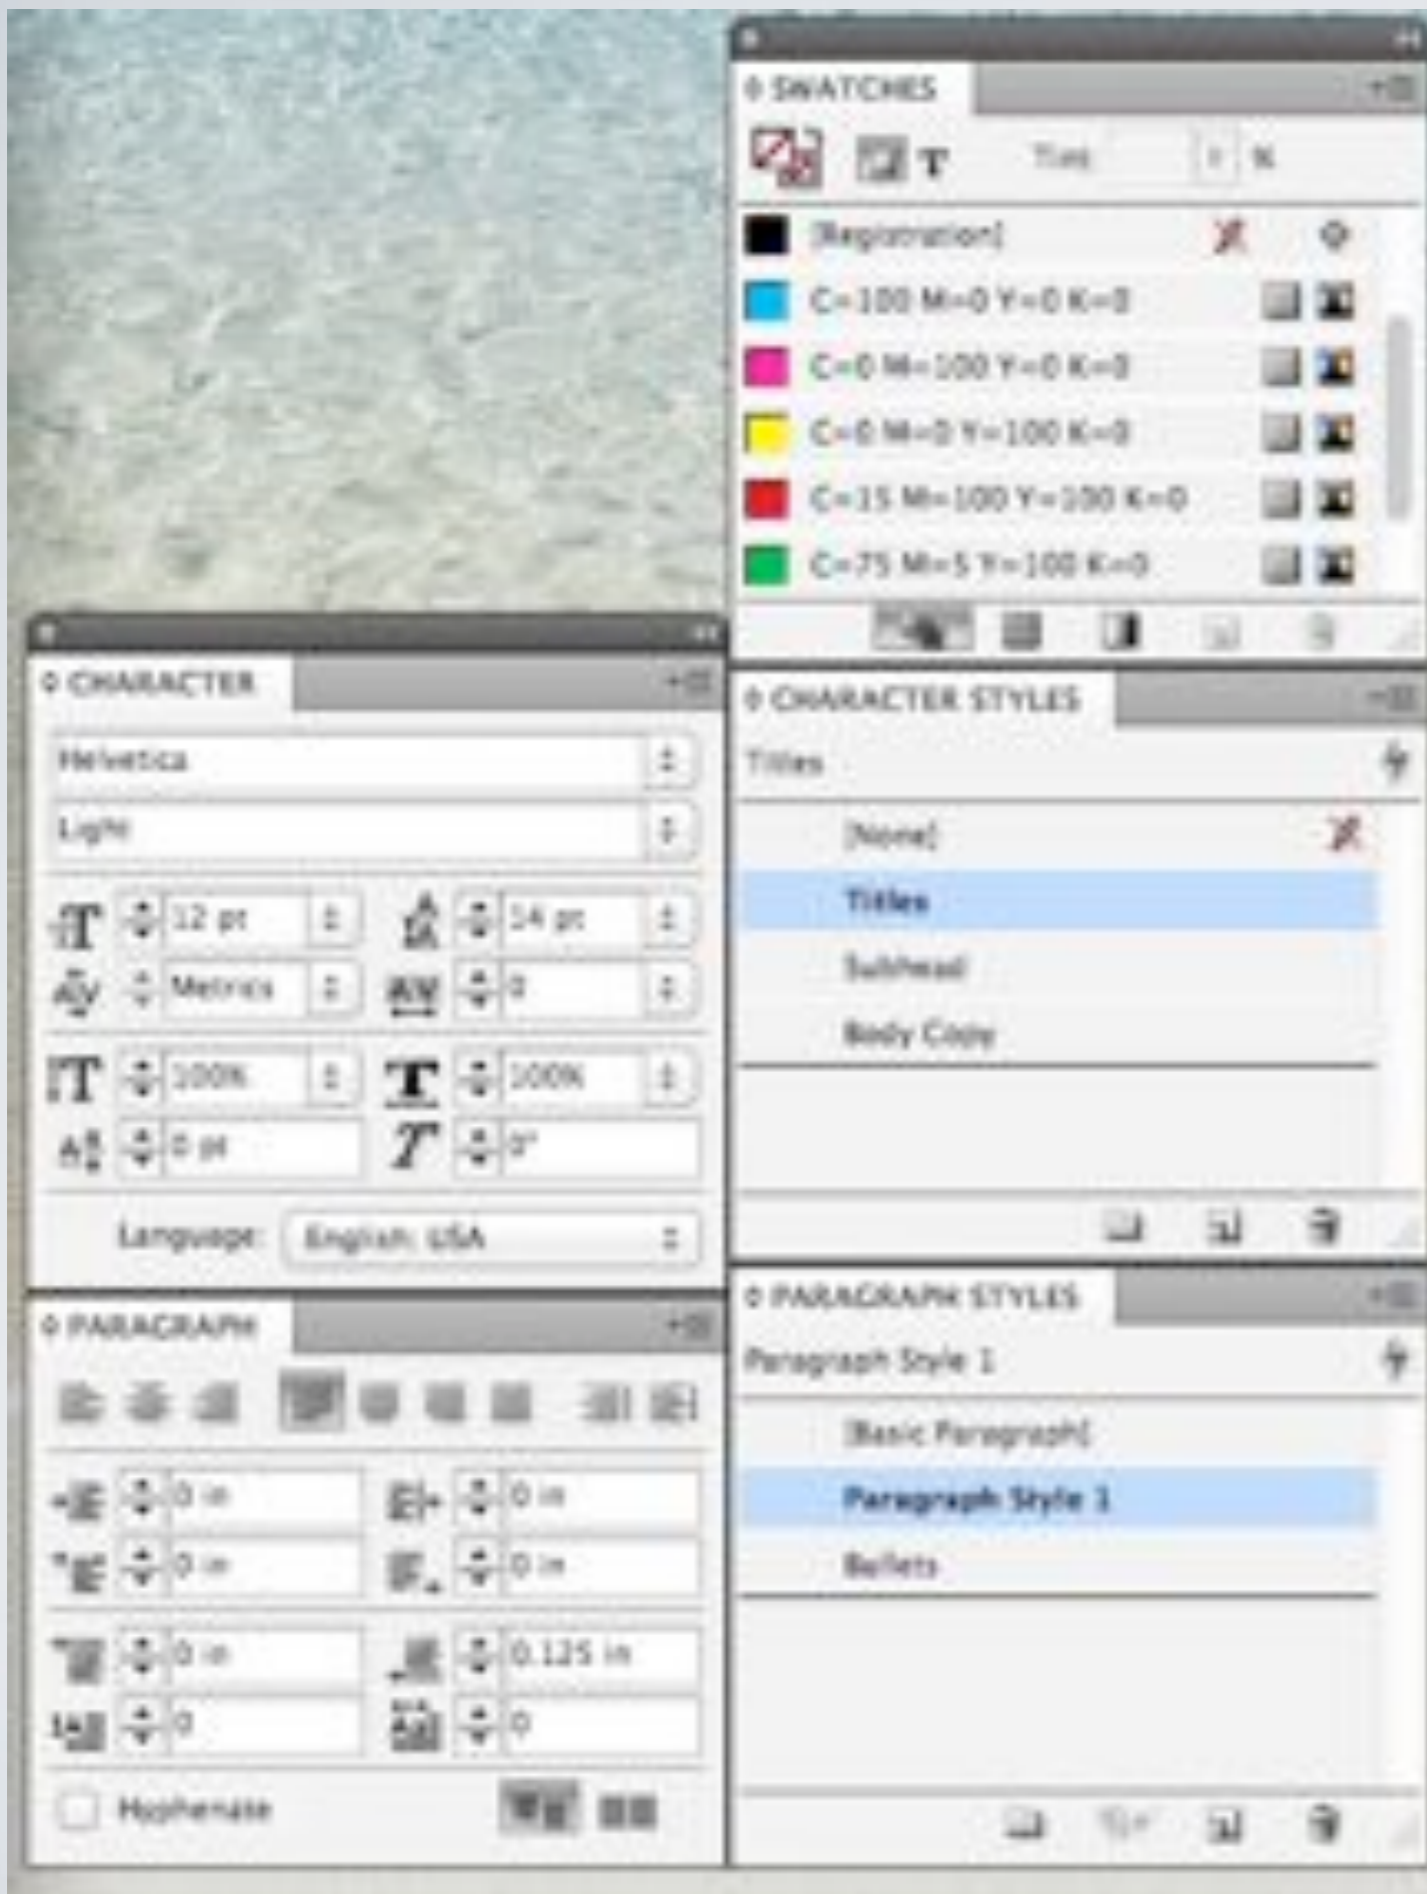 SWATCHES
T Tint: %
[Registration]
C=100 M=0 Y=0 K=0
C=0 M=100 Y=0 K=0
C=0 M=0 Y=100 K=0
C=15 M=100 Y=100 K=0
C=75 M=5 Y=100 K=0
CHARACTER
Helvetica
Light
12 pt 14 pt
Metrics 0
100% 100%
0 pt 0°
Language: English: USA
PARAGRAPH
0 in 0 in
0 in 0 in
0 in 0.125 in
0 0
Hyphenate
CHARACTER STYLES
Titles
[None]
Titles
Subhead
Body Copy
PARAGRAPH STYLES
Paragraph Style 1
[Basic Paragraph]
Paragraph Style 1
Bullets